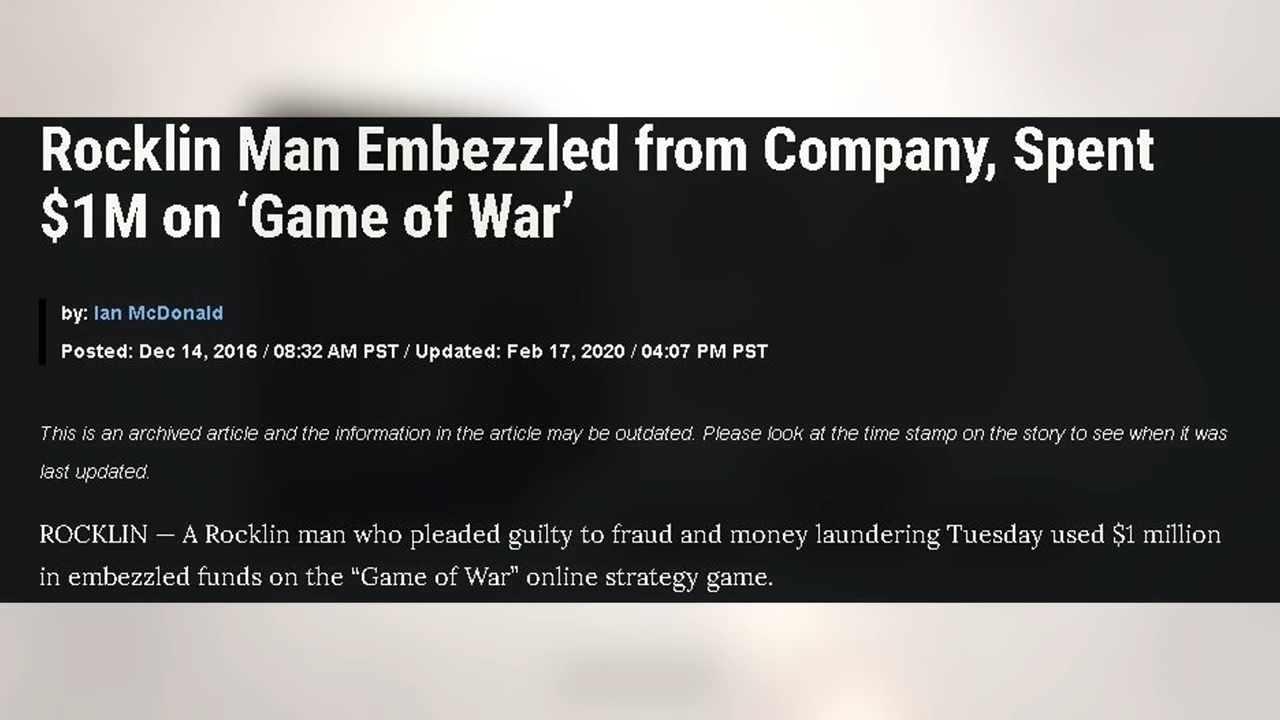 Rocklin Man Embezzled from Company, Spent
$1M on ‘Game of War’
by: Ian McDonald
Posted: Dec 14, 2016 / 08:32 AM PST / Updated: Feb 17, 2020 / 04:07 PM PST
This is an archived article and the information in the article may be outdated. Please look at the time stamp on the story to see when it was
last updated.
ROCKLIN — A Rocklin man who pleaded guilty to fraud and money laundering Tuesday used $1 million
in embezzled funds on the “Game of War” online strategy game.